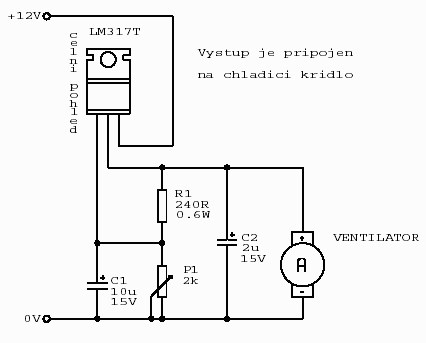 +12V
LM317T
Celni pohled
Vystup je pripojen
na chladici kridlo
R1
240R
0.6W
C2
2u
15V
+
A
-
VENTILATOR
C1
10u
15V
P1
2k
0V